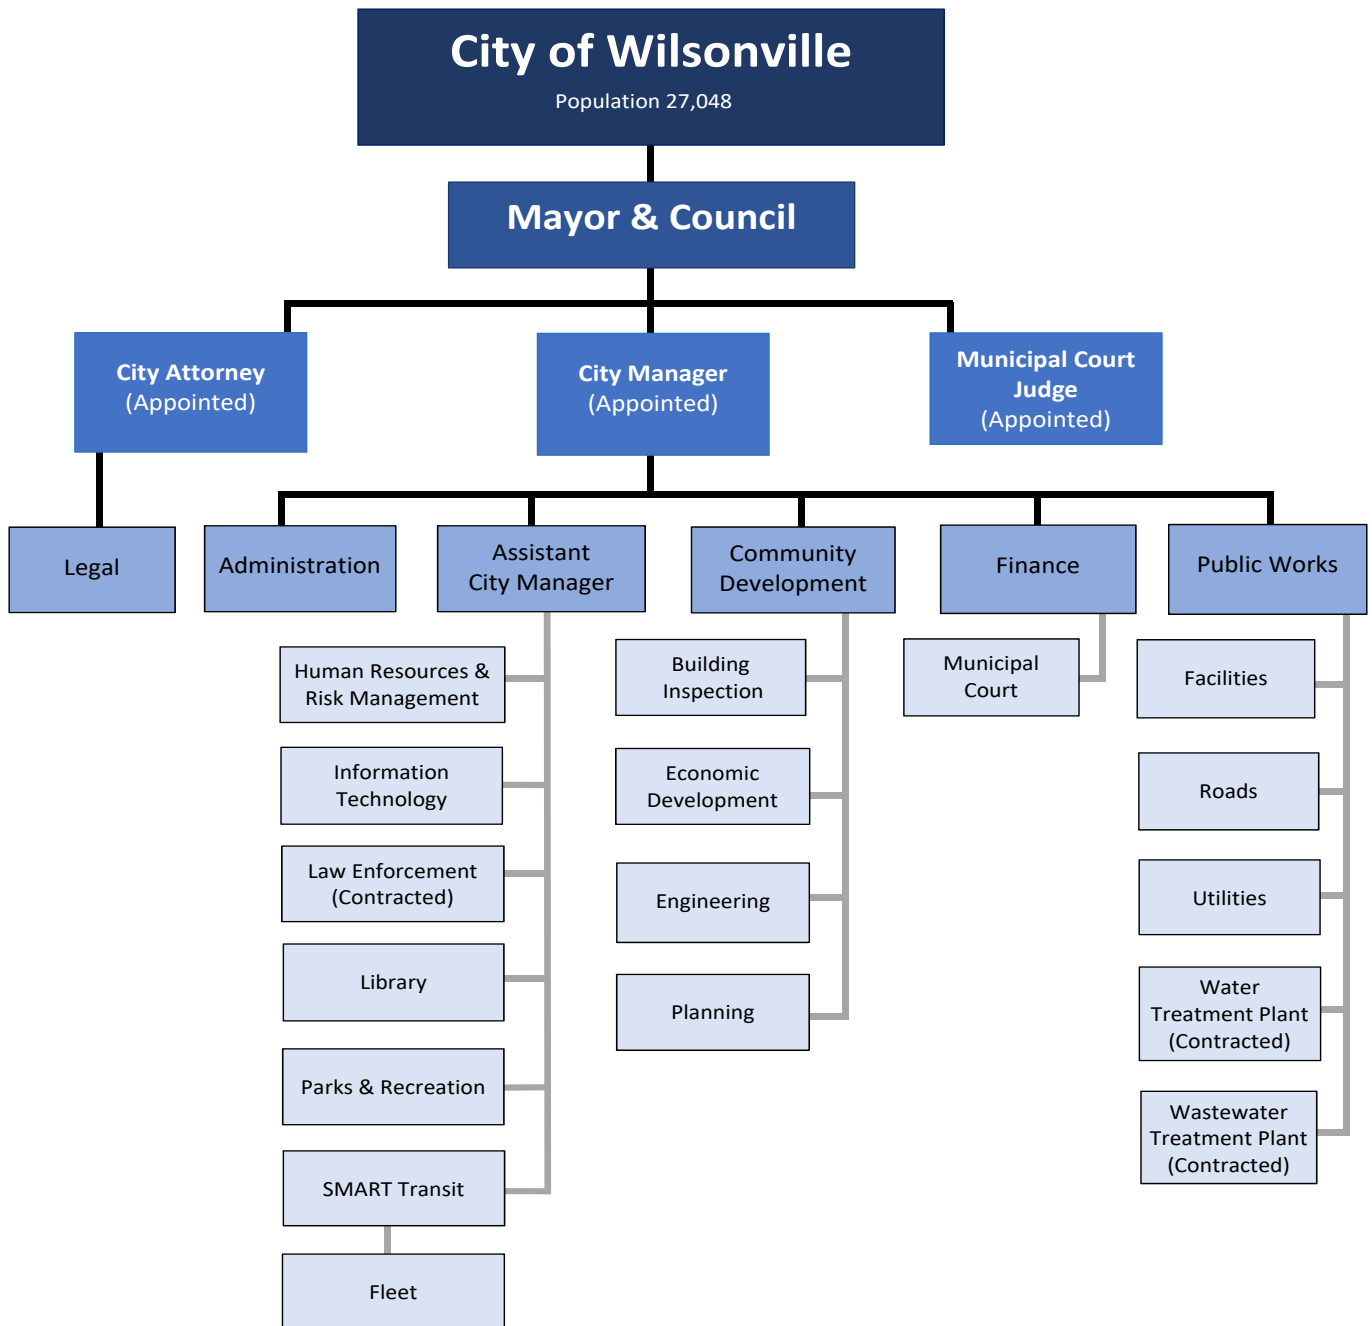 City of Wilsonville
Population 27,048
Mayor & Council
City Attorney
(Appointed)
City Manager
(Appointed)
Municipal Court
Judge
(Appointed)
Legal
Administration
Assistant
City Manager
Community
Development
Finance
Public Works
Human Resources &
Risk Management
Information
Technology
Law Enforcement
(Contracted)
Library
Parks & Recreation
SMART Transit
Fleet
Building
Inspection
Economic
Development
Engineering
Planning
Municipal
Court
Facilities
Roads
Utilities
Water
Treatment Plant
(Contracted)
Wastewater
Treatment Plant
(Contracted)